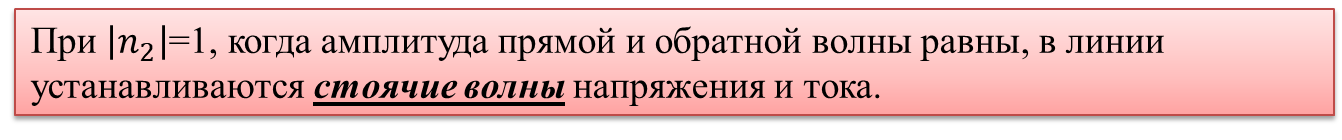 При |𝑛₂|=1, когда амплитуда прямой и обратной волны равны, в линии
устанавливаются стоячие волны напряжения и тока.